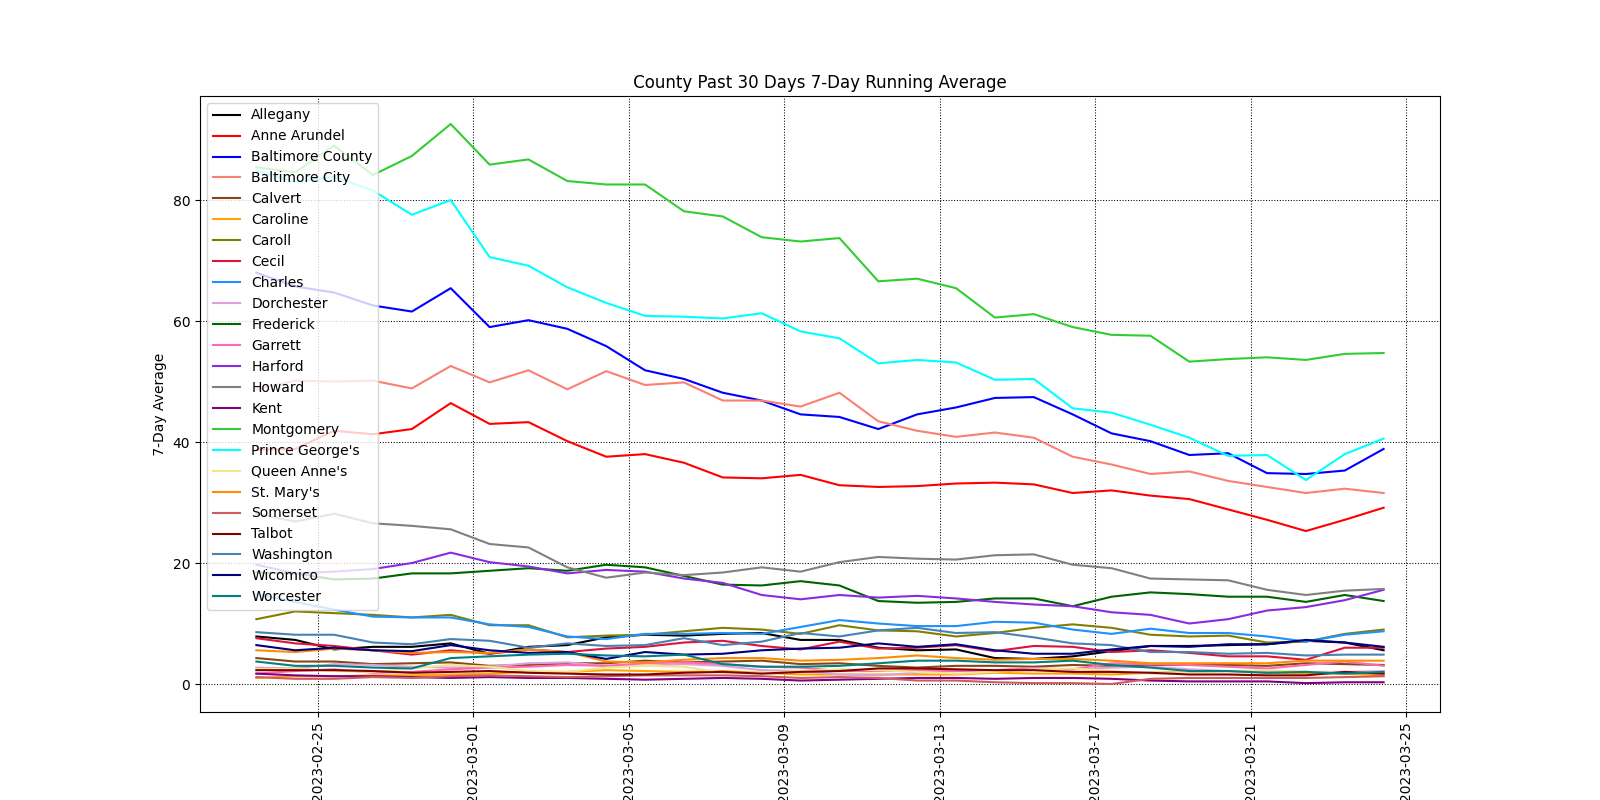 County Past 30 Days 7-Day Running Average
Allegany
Anne Arundel
Baltimore County
Baltimore City
Calvert
Caroline
Caroll
Cecil
Charles
Dorchester
Frederick
Garrett
Harford
Howard
Kent
Montgomery
Prince George's
Queen Anne's
St. Mary's
Somerset
Talbot
Washington
Wicomico
Worcester
7-Day Average
80
60
40
20
0
2023-02-25
2023-03-01
2023-03-05
2023-03-09
2023-03-13
2023-03-17
2023-03-21
2023-03-25